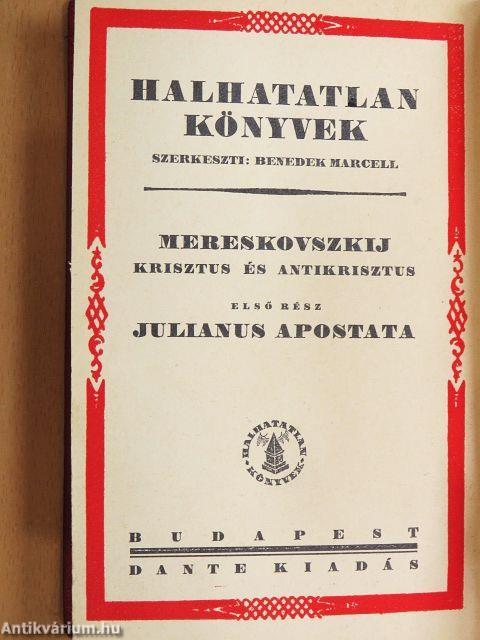 HALHATATLAN
KÖNYVEK
SZERKESZTI: BENEDEK MARCELL
MERESKOVSZKIJ
KRISZTUS ÉS ANTIKRISZTUS
ELSŐ RÉSZ
JULIANUS APOSTATA
HALHATATLAN
KÖNYVEK
BUDAPEST
DANTE KIADÁS
Antikvárium.hu